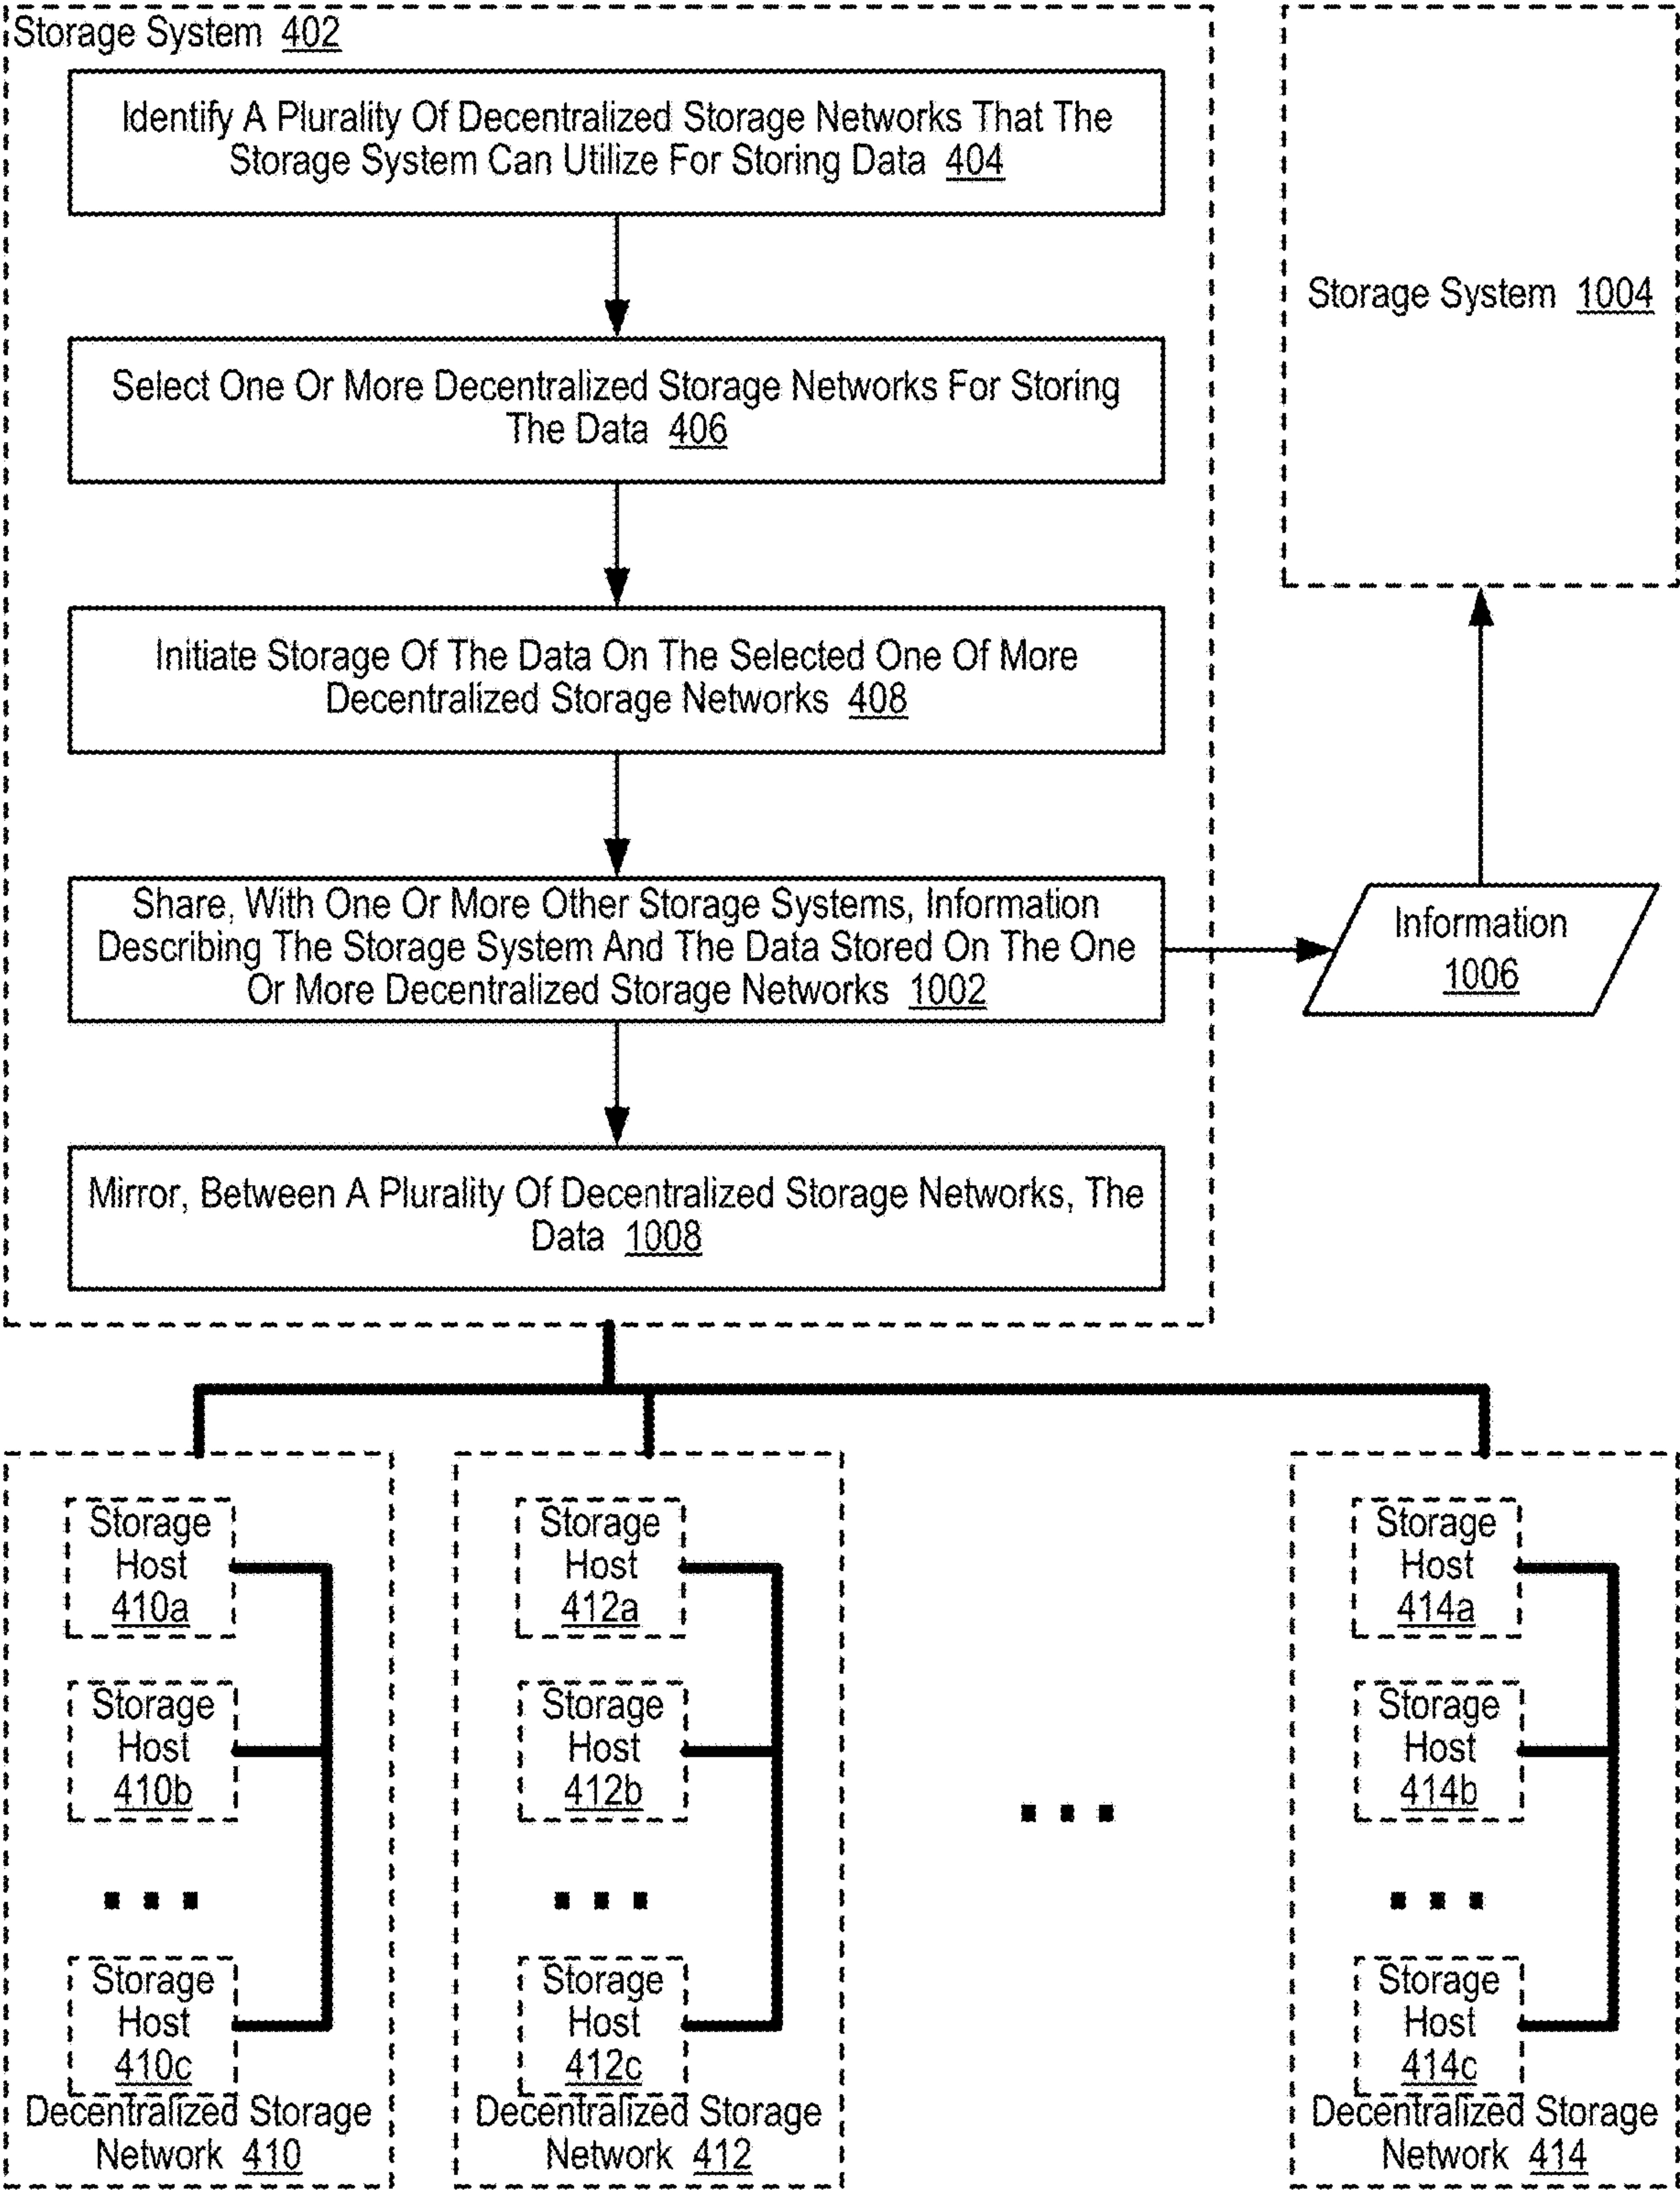 Storage System 402
Identify A Plurality Of Decentralized Storage Networks That The
Storage System Can Utilize For Storing Data 404
Select One Or More Decentralized Storage Networks For Storing
The Data 406
Initiate Storage Of The Data On The Selected One Of More
Decentralized Storage Networks 408
Share, With One Or More Other Storage Systems, Information
Describing The Storage System And The Data Stored On The One
Or More Decentralized Storage Networks 1002
Mirror, Between A Plurality Of Decentralized Storage Networks, The
Data 1008
Storage System 1004
Information
1006
Storage
Host
410a
Storage
Host
410b
Storage
Host
410c
Decentralized Storage
Network 410
Storage
Host
412a
Storage
Host
412b
Storage
Host
412c
Decentralized Storage
Network 412
Storage
Host
414a
Storage
Host
414b
Storage
Host
414c
Decentralized Storage
Network 414